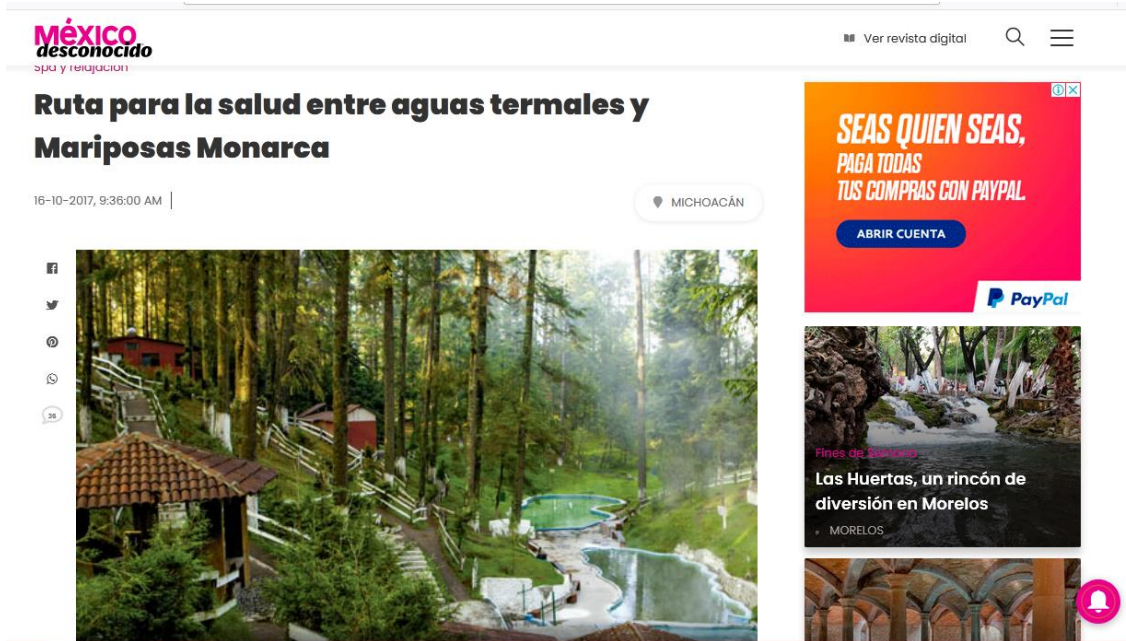 México
desconocido
Ver revista digital
Spa y relajación
Ruta para la salud entre aguas termales y
Mariposas Monarca
16-10-2017, 9:36:00 AM
MICHOACÁN
36
SEAS QUIEN SEAS,
PAGA TODAS
TUS COMPRAS CON PAYPAL.
ABRIR CUENTA
PayPal
Fines de Semana
Las Huertas, un rincón de
diversión en Morelos
MORELOS